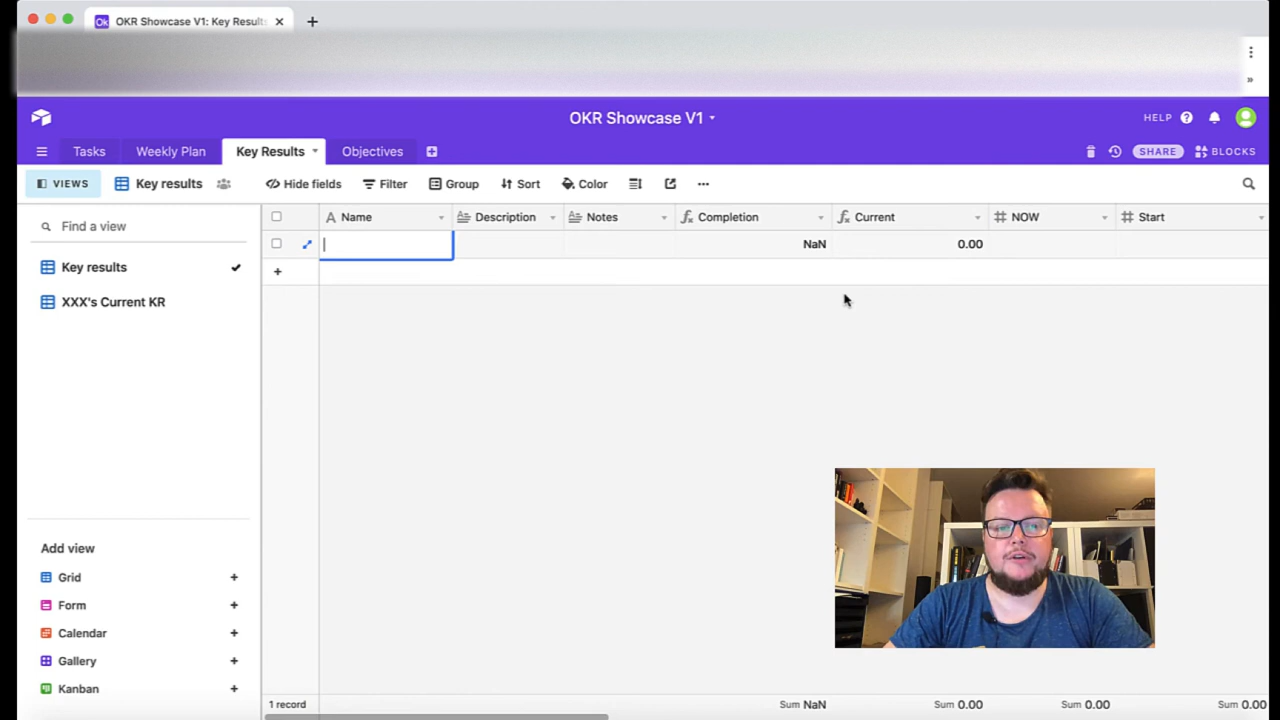 OKR Showcase V1: Key Results
OKR Showcase V1
HELP
Tasks
Weekly Plan
Key Results
Objectives
SHARE
BLOCKS
VIEWS
Key results
Hide fields
Filter
Group
Sort
Color
Find a view
Name
Description
Notes
Completion
Current
NOW
Start
NaN
0.00
Key results
XXX's Current KR
Add view
Grid
Form
Calendar
Gallery
Kanban
1 record
Sum NaN
Sum 0.00
Sum 0.00
Sum 0.00